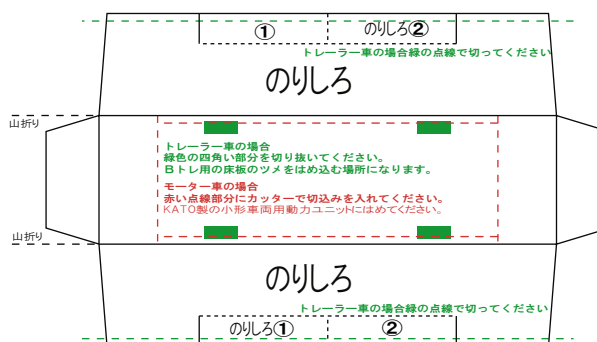 ① のりしろ②
トレーラー車の場合緑の点線で切ってください
のりしろ
山折り
トレーラー車の場合
緑色の四角い部分を切り抜いてください。
Bトレ用の床板のツメをはめ込む場所になります。
モーター車の場合
赤い点線部分にカッターで切込みを入れてください。
KATO製の小形車両用動力ユニットにはめてください。
山折り
のりしろ
トレーラー車の場合緑の点線で切ってください
のりしろ① ②